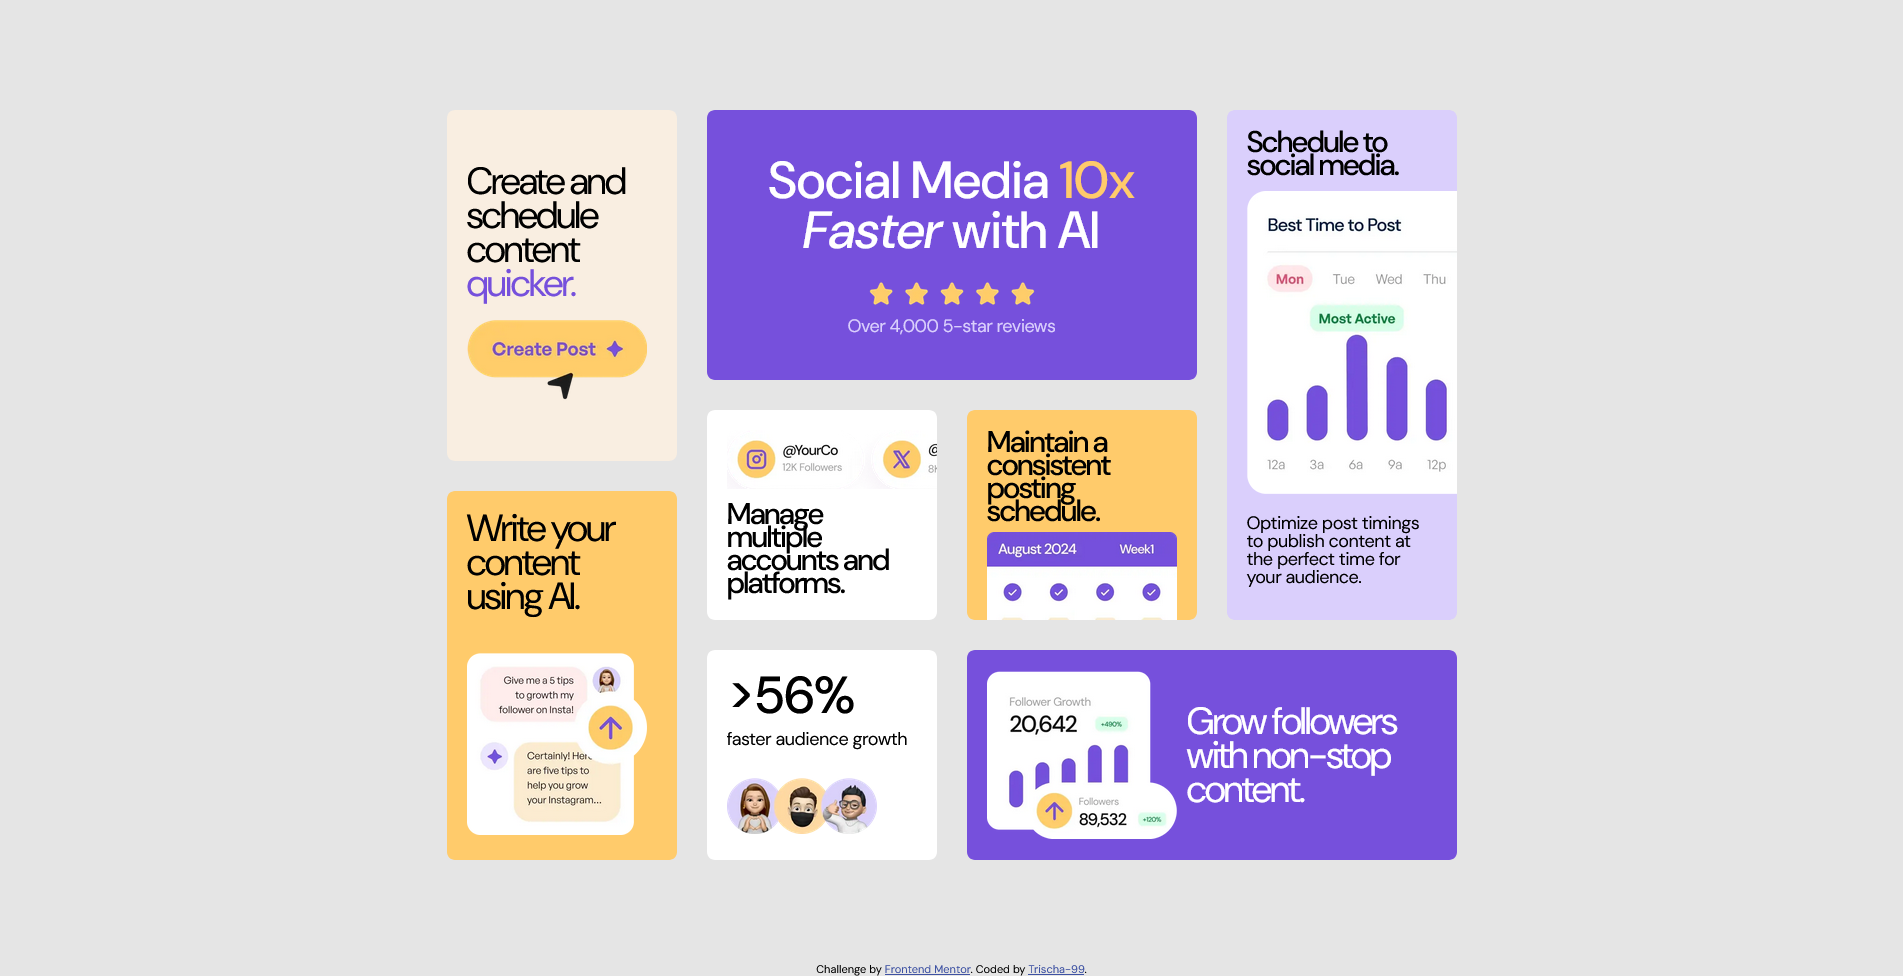 Create and
schedule
content
quicker.
Create Post
Social Media 10x
Faster with AI
Over 4,000 5-star reviews
Schedule to
social media.
Best Time to Post
Mon Tue Wed Thu
Most Active
12a 3a 6a 9a 12p
Optimize post timings
to publish content at
the perfect time for
your audience.
@YourCo
12K Followers
@
8K
Manage
multiple
accounts and
platforms.
Maintain a
consistent
posting
schedule.
August 2024 Week1
Write your
content
using AI.
Give me a 5 tips
to growth my
follower on Insta!
Certainly! Here
are five tips to
help you grow
your Instagram...
>56%
faster audience growth
Follower Growth
20,642 +490%
Followers
89,532 +120%
Grow followers
with non-stop
content.
Challenge by Frontend Mentor. Coded by Trischa-99.